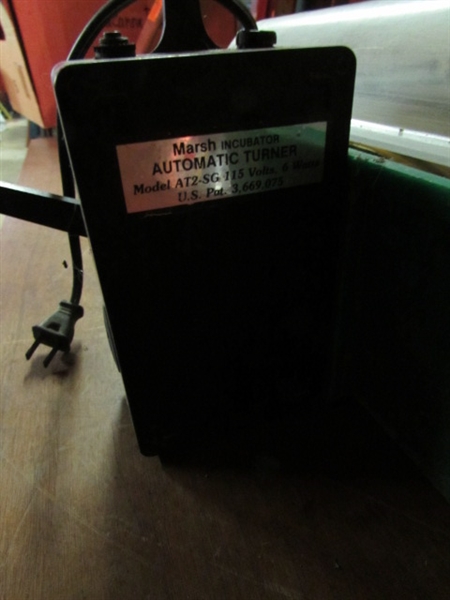 Marsh INCUBATOR
AUTOMATIC TURNER
Model AT2-SG 115 Volts, 6 Watts
U.S. Pat. 3,669,075